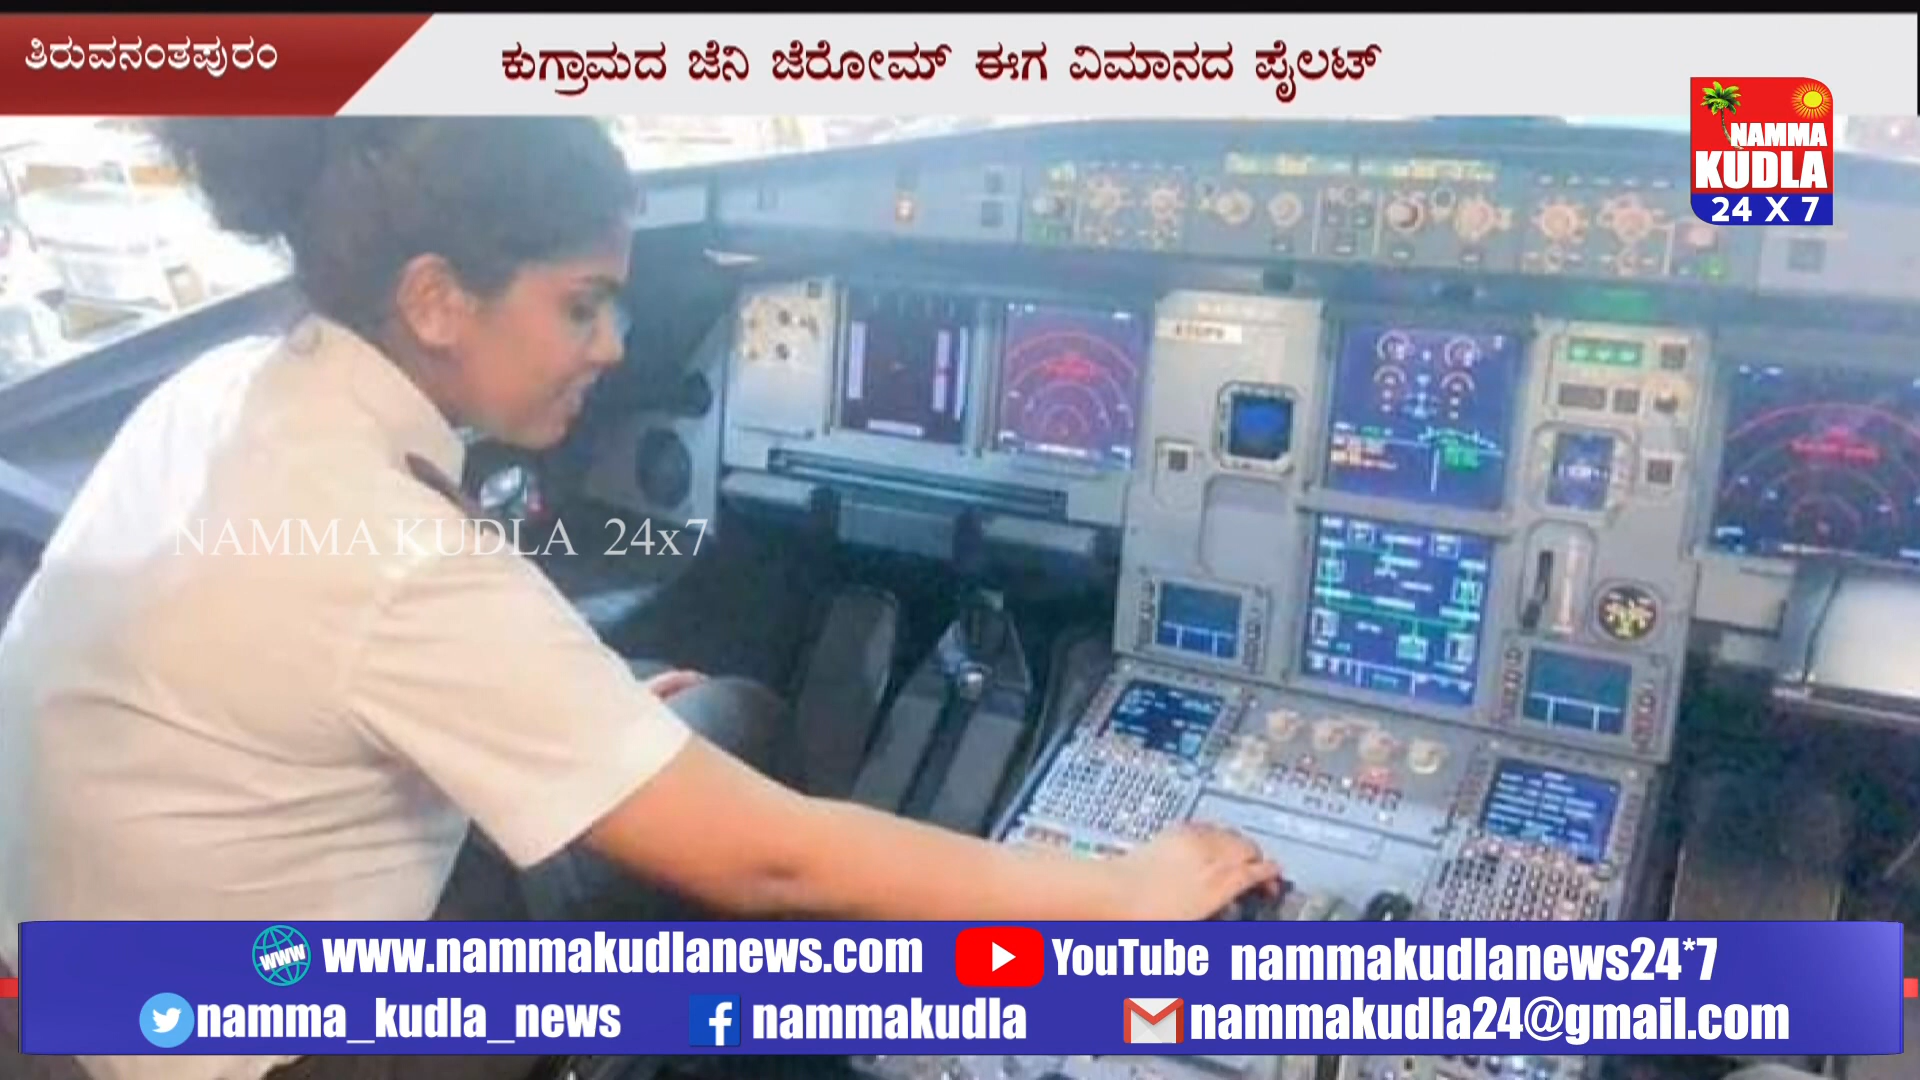 ತಿರುವನಂತಪುರಂ
ಕುಗ್ರಾಮದ ಜೆನಿ ಜೆರೋಮ್ ಈಗ ವಿಮಾನದ ಪೈಲಟ್
NAMMA
KUDLA
24 X 7
NAMMA KUDLA 24x7
www www.nammakudlanews.com YouTube nammakudlanews24*7
namma_kudla_news f nammakudla nammakudla24@gmail.com